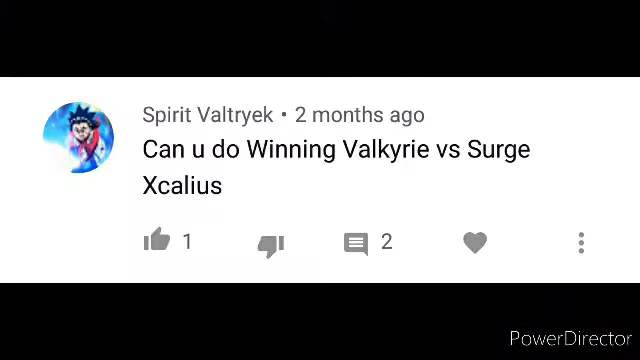 Spirit Valtryek • 2 months ago
Can u do Winning Valkyrie vs Surge
Xcalius
1 2
PowerDirector